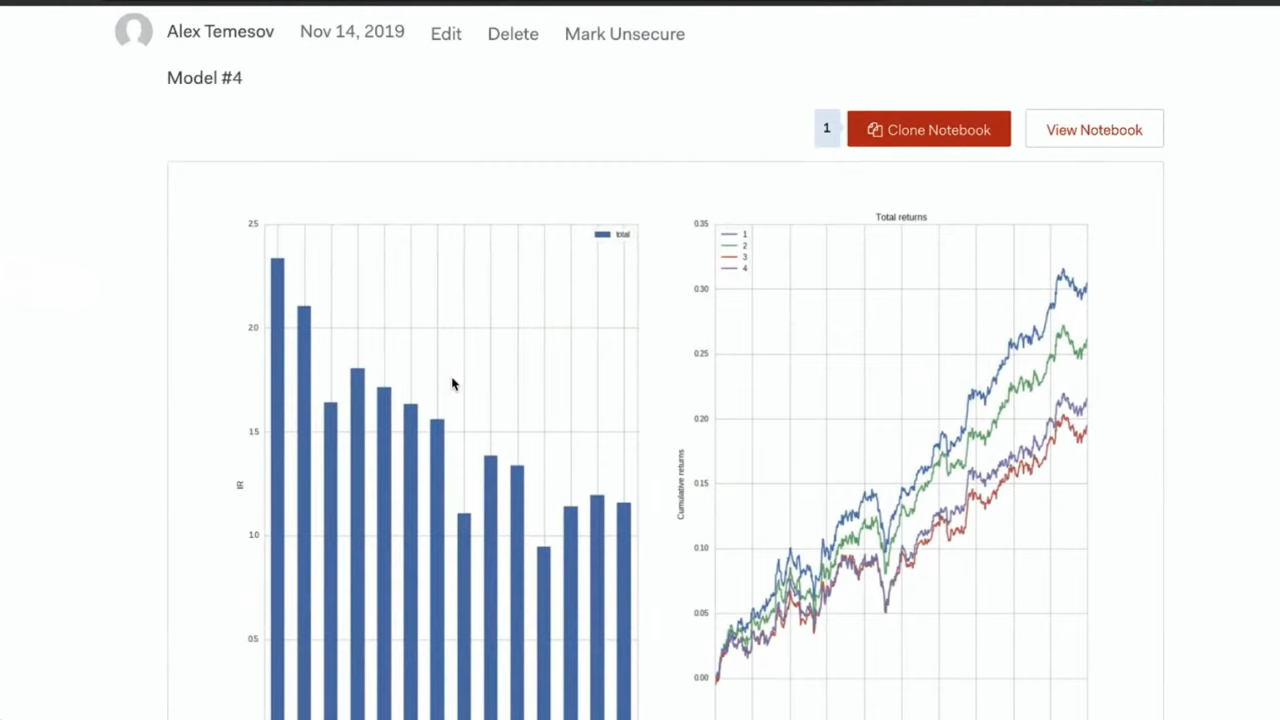 Alex Temesov Nov 14, 2019 Edit Delete Mark Unsecure
Model #4
1 Clone Notebook View Notebook
25
20
15
10
05
IR
total
Total returns
0.35
0.30
0.25
0.20
0.15
0.10
0.05
0.00
Cumulative returns
1
2
3
4